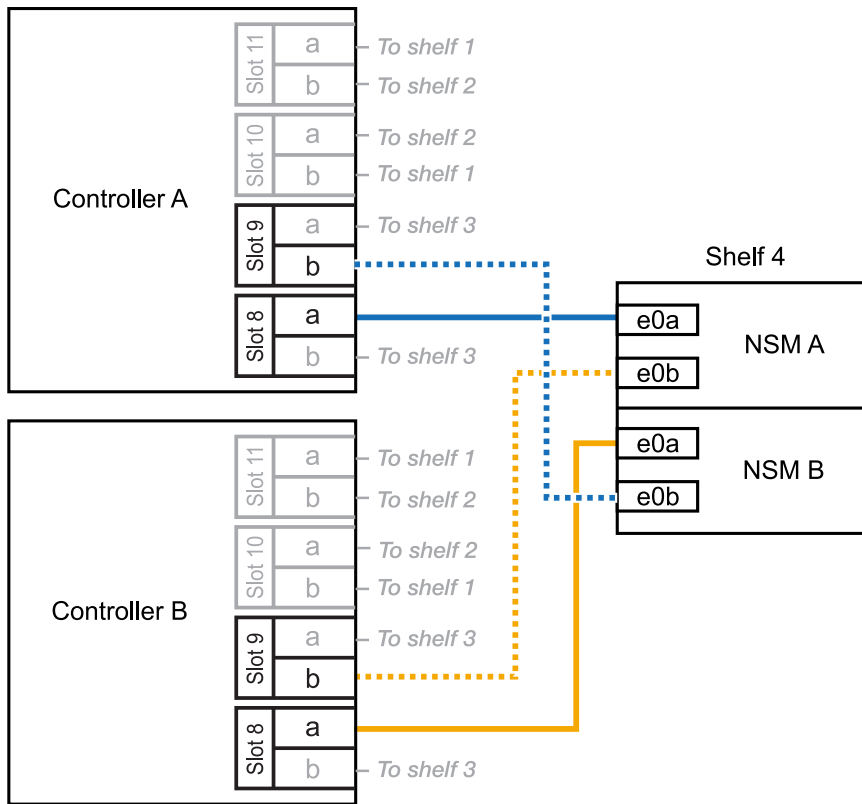 Controller A
Slot 11
a
To shelf 1
b
To shelf 2
Slot 10
a
To shelf 2
b
To shelf 1
Slot 9
a
To shelf 3
b
Slot 8
a
b
To shelf 3
Controller B
Slot 11
a
To shelf 1
b
To shelf 2
Slot 10
a
To shelf 2
b
To shelf 1
Slot 9
a
To shelf 3
b
Slot 8
a
b
To shelf 3
Shelf 4
e0a
NSM A
e0b
e0a
NSM B
e0b